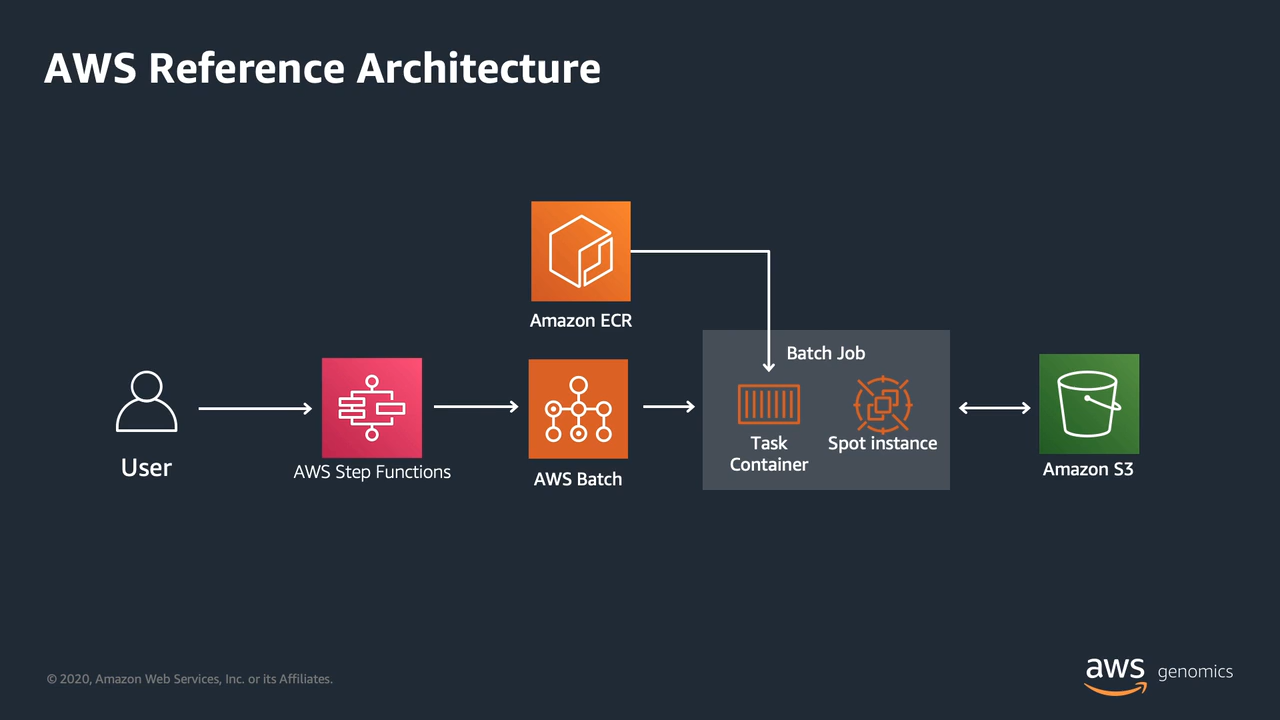 AWS Reference Architecture
Amazon ECR
Batch Job
Task
Container
Spot instance
User
AWS Step Functions
AWS Batch
Amazon S3
© 2020, Amazon Web Services, Inc. or its Affiliates.
aws genomics